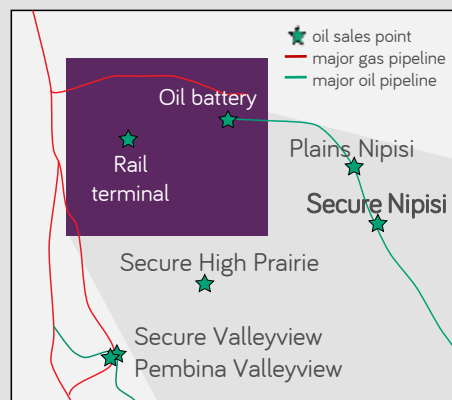 oil sales point
major gas pipeline
major oil pipeline
Oil battery
Rail
terminal
Plains Nipisi
Secure Nipisi
Secure High Prairie
Secure Valleyview
Pembina Valleyview